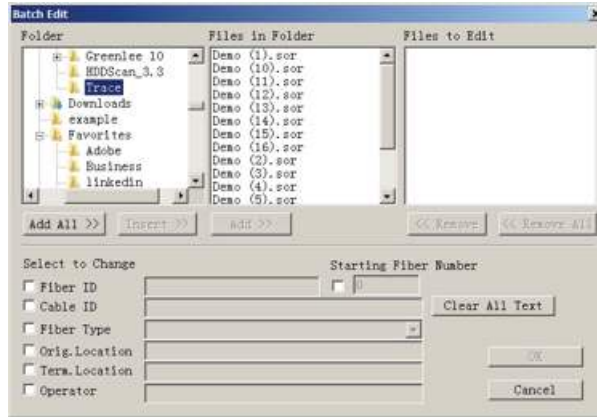 Batch Edit
Folder
Files in Folder
Files to Edit
Greenlee 10
HDDScan_3.3
Trace
Downloads
example
Favorites
Adobe
Business
linkedin
Demo (1).sor
Demo (10).sor
Demo (11).sor
Demo (12).sor
Demo (13).sor
Demo (14).sor
Demo (15).sor
Demo (16).sor
Demo (2).sor
Demo (3).sor
Demo (4).sor
Demo (5).sor
Add All >>
Insert >>
Add >>
<< Remove
<< Remove All
Select to Change
Starting Fiber Number
Fiber ID
0
Cable ID
Clear All Text
Fiber Type
Orig.Location
Term.Location
OK
Operator
Cancel